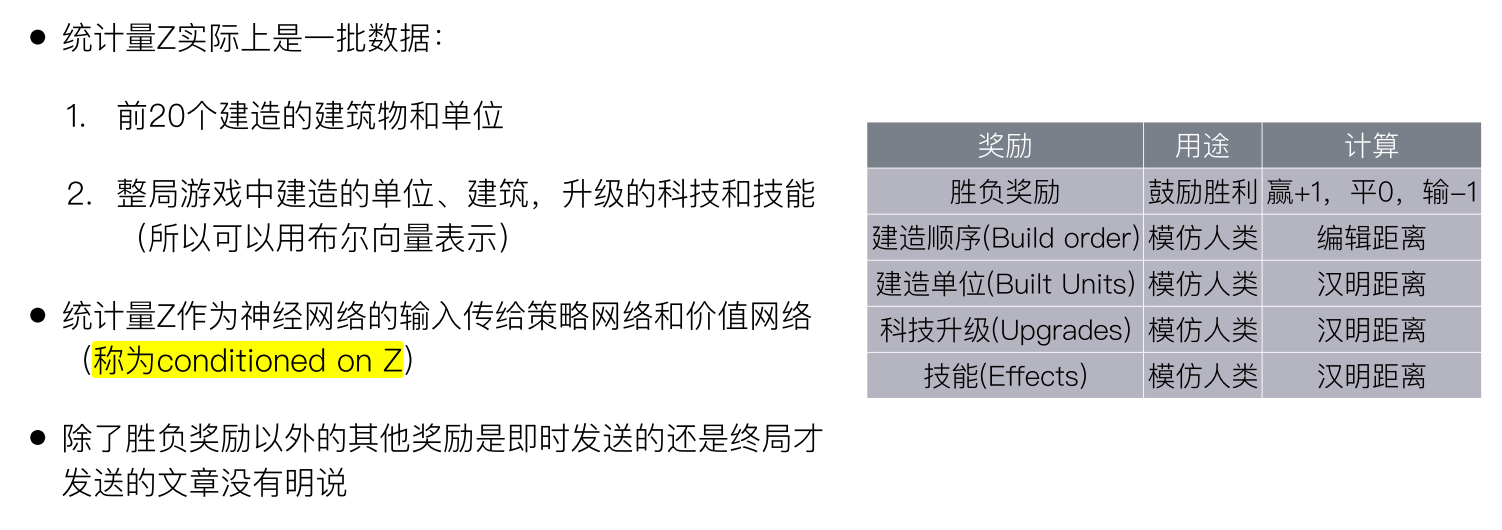 • 统计量Z实际上是一批数据：
1. 前20个建造的建筑物和单位
2. 整局游戏中建造的单位、建筑，升级的科技和技能
（所以可以用布尔向量表示）
• 统计量Z作为神经网络的输入传给策略网络和价值网络
（称为conditioned on Z）
• 除了胜负奖励以外的其他奖励是即时发送的还是终局才
发送的文章没有明说
奖励 用途 计算
胜负奖励 鼓励胜利 赢+1，平0，输-1
建造顺序(Build order) 模仿人类 编辑距离
建造单位(Built Units) 模仿人类 汉明距离
科技升级(Upgrades) 模仿人类 汉明距离
技能(Effects) 模仿人类 汉明距离